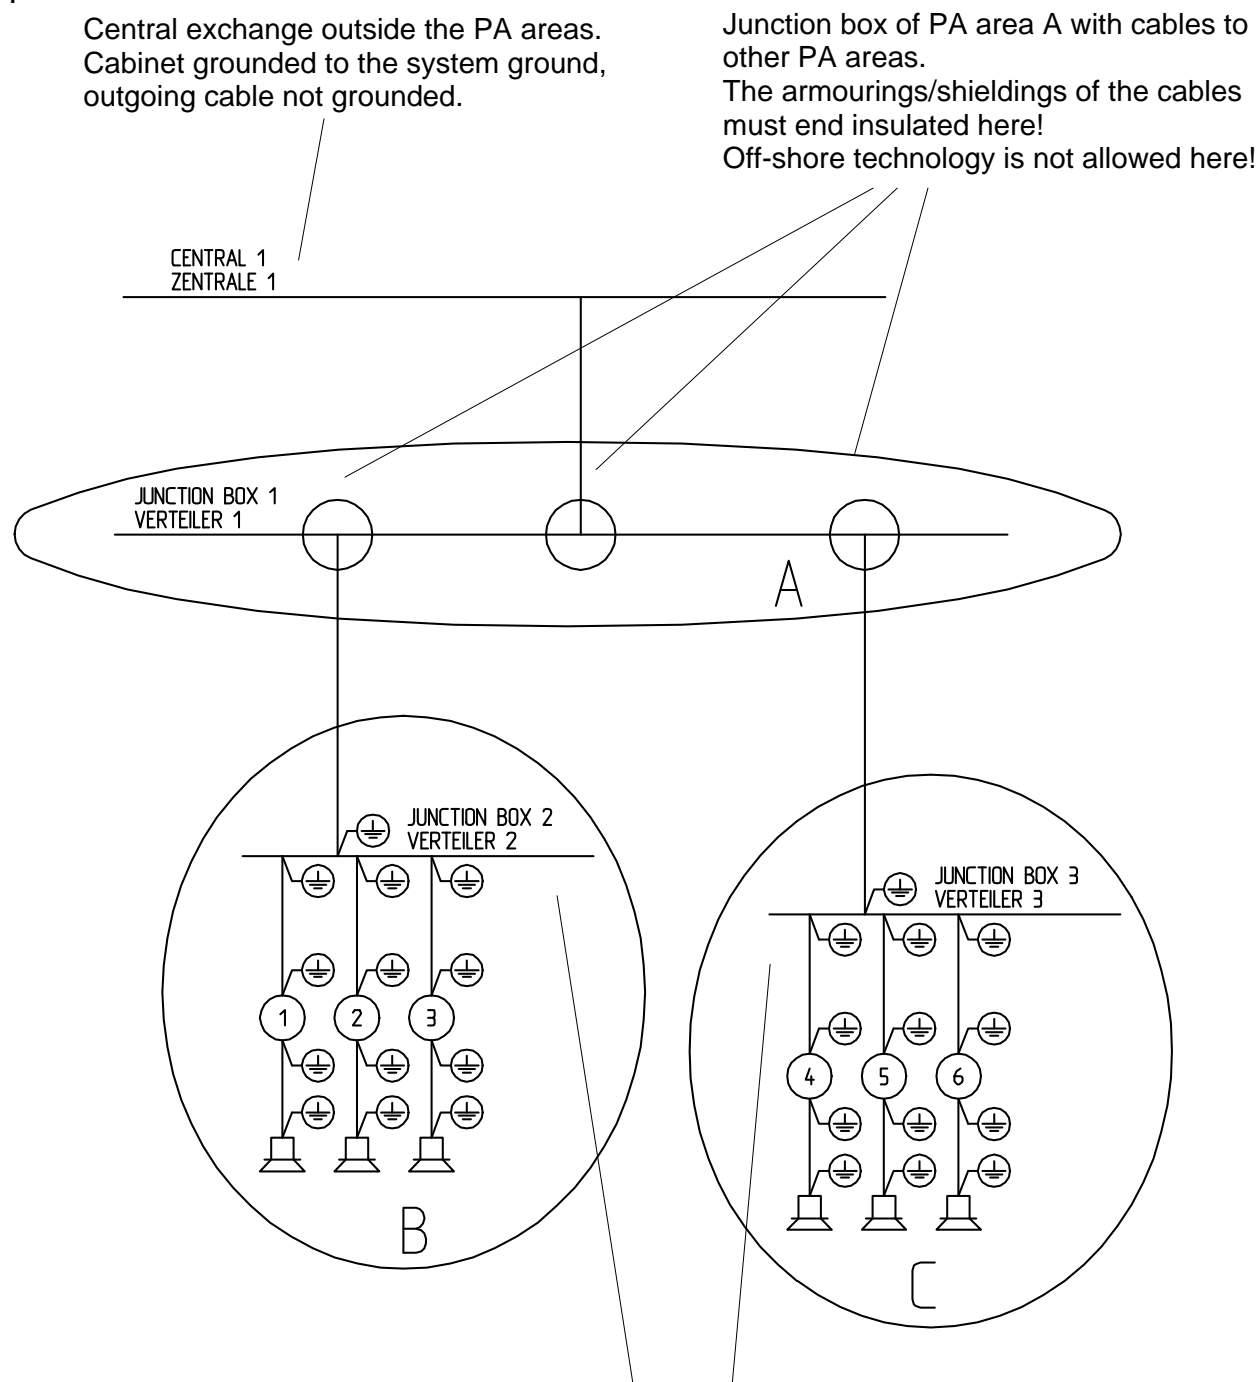 Central exchange outside the PA areas.
Cabinet grounded to the system ground,
outgoing cable not grounded.
Junction box of PA area A with cables to
other PA areas.
The armourings/shieldings of the cables
must end insulated here!
Off-shore technology is not allowed here!
CENTRAL 1
ZENTRALE 1
JUNCTION BOX 1
VERTEILER 1
A
JUNCTION BOX 2
VERTEILER 2
JUNCTION BOX 3
VERTEILER 3
1 2 3
4 5 6
B
C